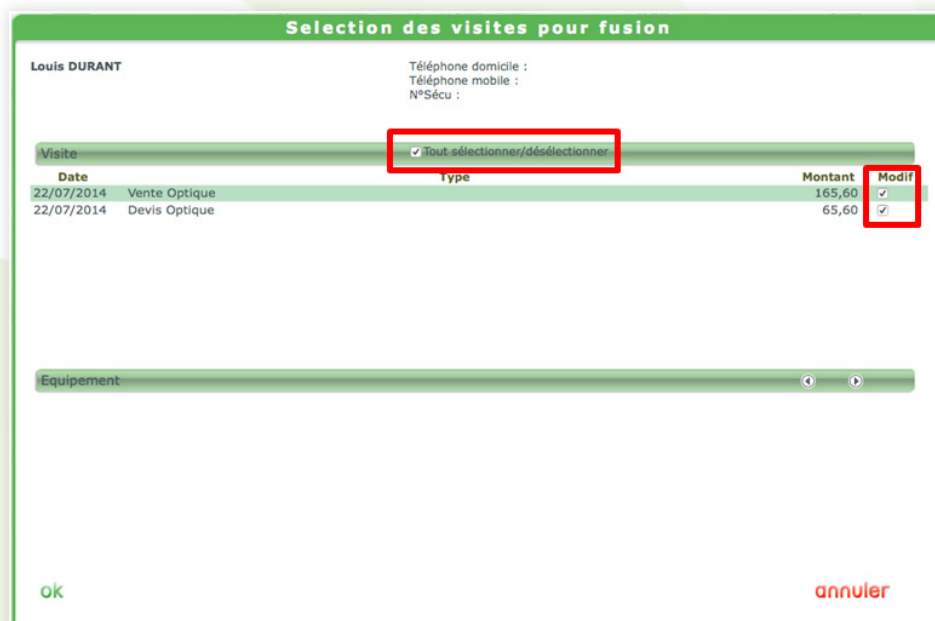 Selection des visites pour fusion
Louis DURANT
Téléphone domicile :
Téléphone mobile :
N°Sécu :
Visite Tout sélectionner/désélectionner
Date Type Montant Modif
22/07/2014 Vente Optique 165,60
22/07/2014 Devis Optique 65,60
Equipement
ok annuler